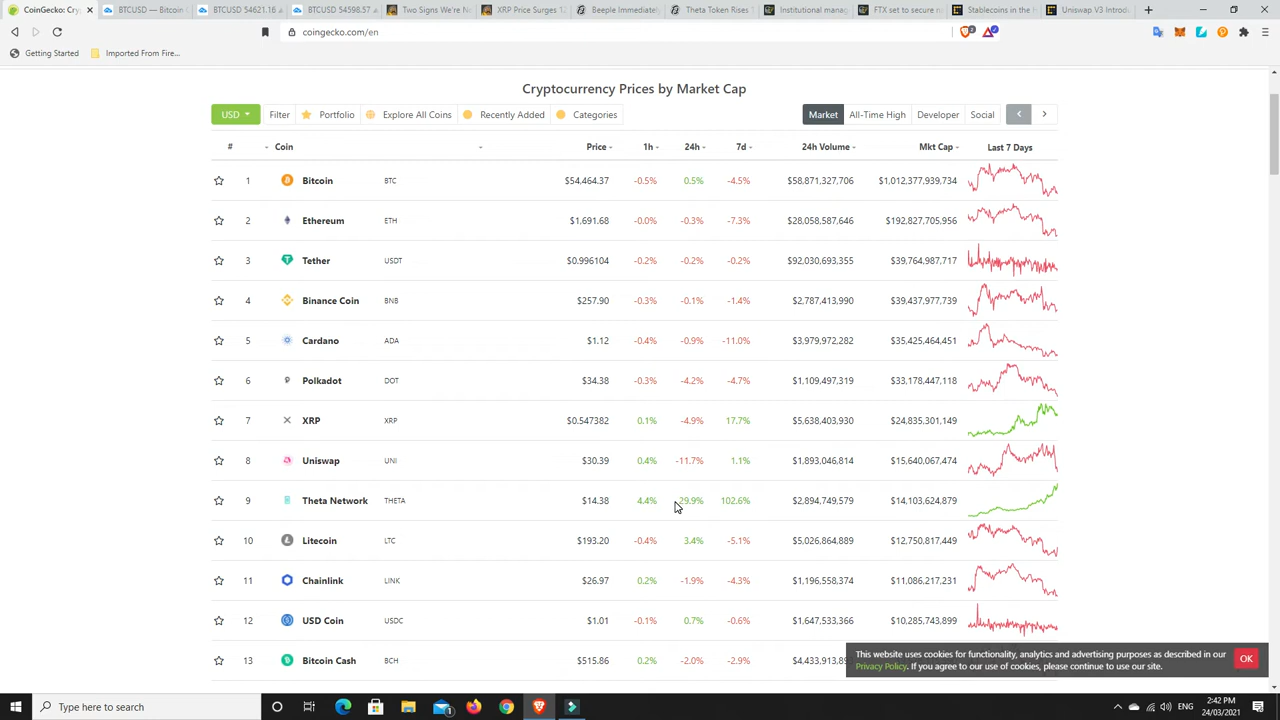 CoinGecko: Cry
BTCUSD — Bitcoin
BTCUSD 54621.16
BTCUSD 54598.57
Two Signs We're Ne
XRP Price Surges 1
Beeple Immediately
Theta Token Rises 1
Institutional manag
FTX set to secure n
Stablecoins in the H
Uniswap V3 Introdu
coingecko.com/en
Getting Started
Imported From Fire...
Cryptocurrency Prices by Market Cap
USD Filter Portfolio Explore All Coins Recently Added Categories Market All-Time High Developer Social
# Coin Price 1h 24h 7d 24h Volume Mkt Cap Last 7 Days
1 Bitcoin BTC $54,464.37 -0.5% 0.5% -4.5% $58,871,327,706 $1,012,377,939,734
2 Ethereum ETH $1,691.68 -0.0% -0.3% -7.3% $28,058,587,646 $192,827,705,956
3 Tether USDT $0.996104 -0.2% -0.2% -0.2% $92,030,693,355 $39,764,987,717
4 Binance Coin BNB $257.90 -0.3% -0.1% -1.4% $2,787,413,990 $39,437,977,739
5 Cardano ADA $1.12 -0.4% -0.9% -11.0% $3,979,972,282 $35,425,464,451
6 Polkadot DOT $34.38 -0.3% -4.2% -4.7% $1,109,497,319 $33,178,447,118
7 XRP XRP $0.547382 0.1% -4.9% 17.7% $5,638,403,930 $24,835,301,149
8 Uniswap UNI $30.39 0.4% -11.7% 1.1% $1,893,046,814 $15,640,067,474
9 Theta Network THETA $14.38 4.4% 29.9% 102.6% $2,894,749,579 $14,103,624,879
10 Litecoin LTC $193.20 -0.4% 3.4% -5.1% $5,026,864,889 $12,750,817,449
11 Chainlink LINK $26.97 0.2% -1.9% -4.3% $1,196,558,374 $11,086,217,231
12 USD Coin USDC $1.01 -0.1% 0.7% -0.6% $1,647,533,366 $10,285,743,899
13 Bitcoin Cash BCH $515.86 0.2% -2.0% -2.9% $4,433,913,8
This website uses cookies for functionality, analytics and advertising purposes as described in our
Privacy Policy. If you agree to our use of cookies, please continue to use our site.
OK
Type here to search
ENG
2:42 PM
24/03/2021